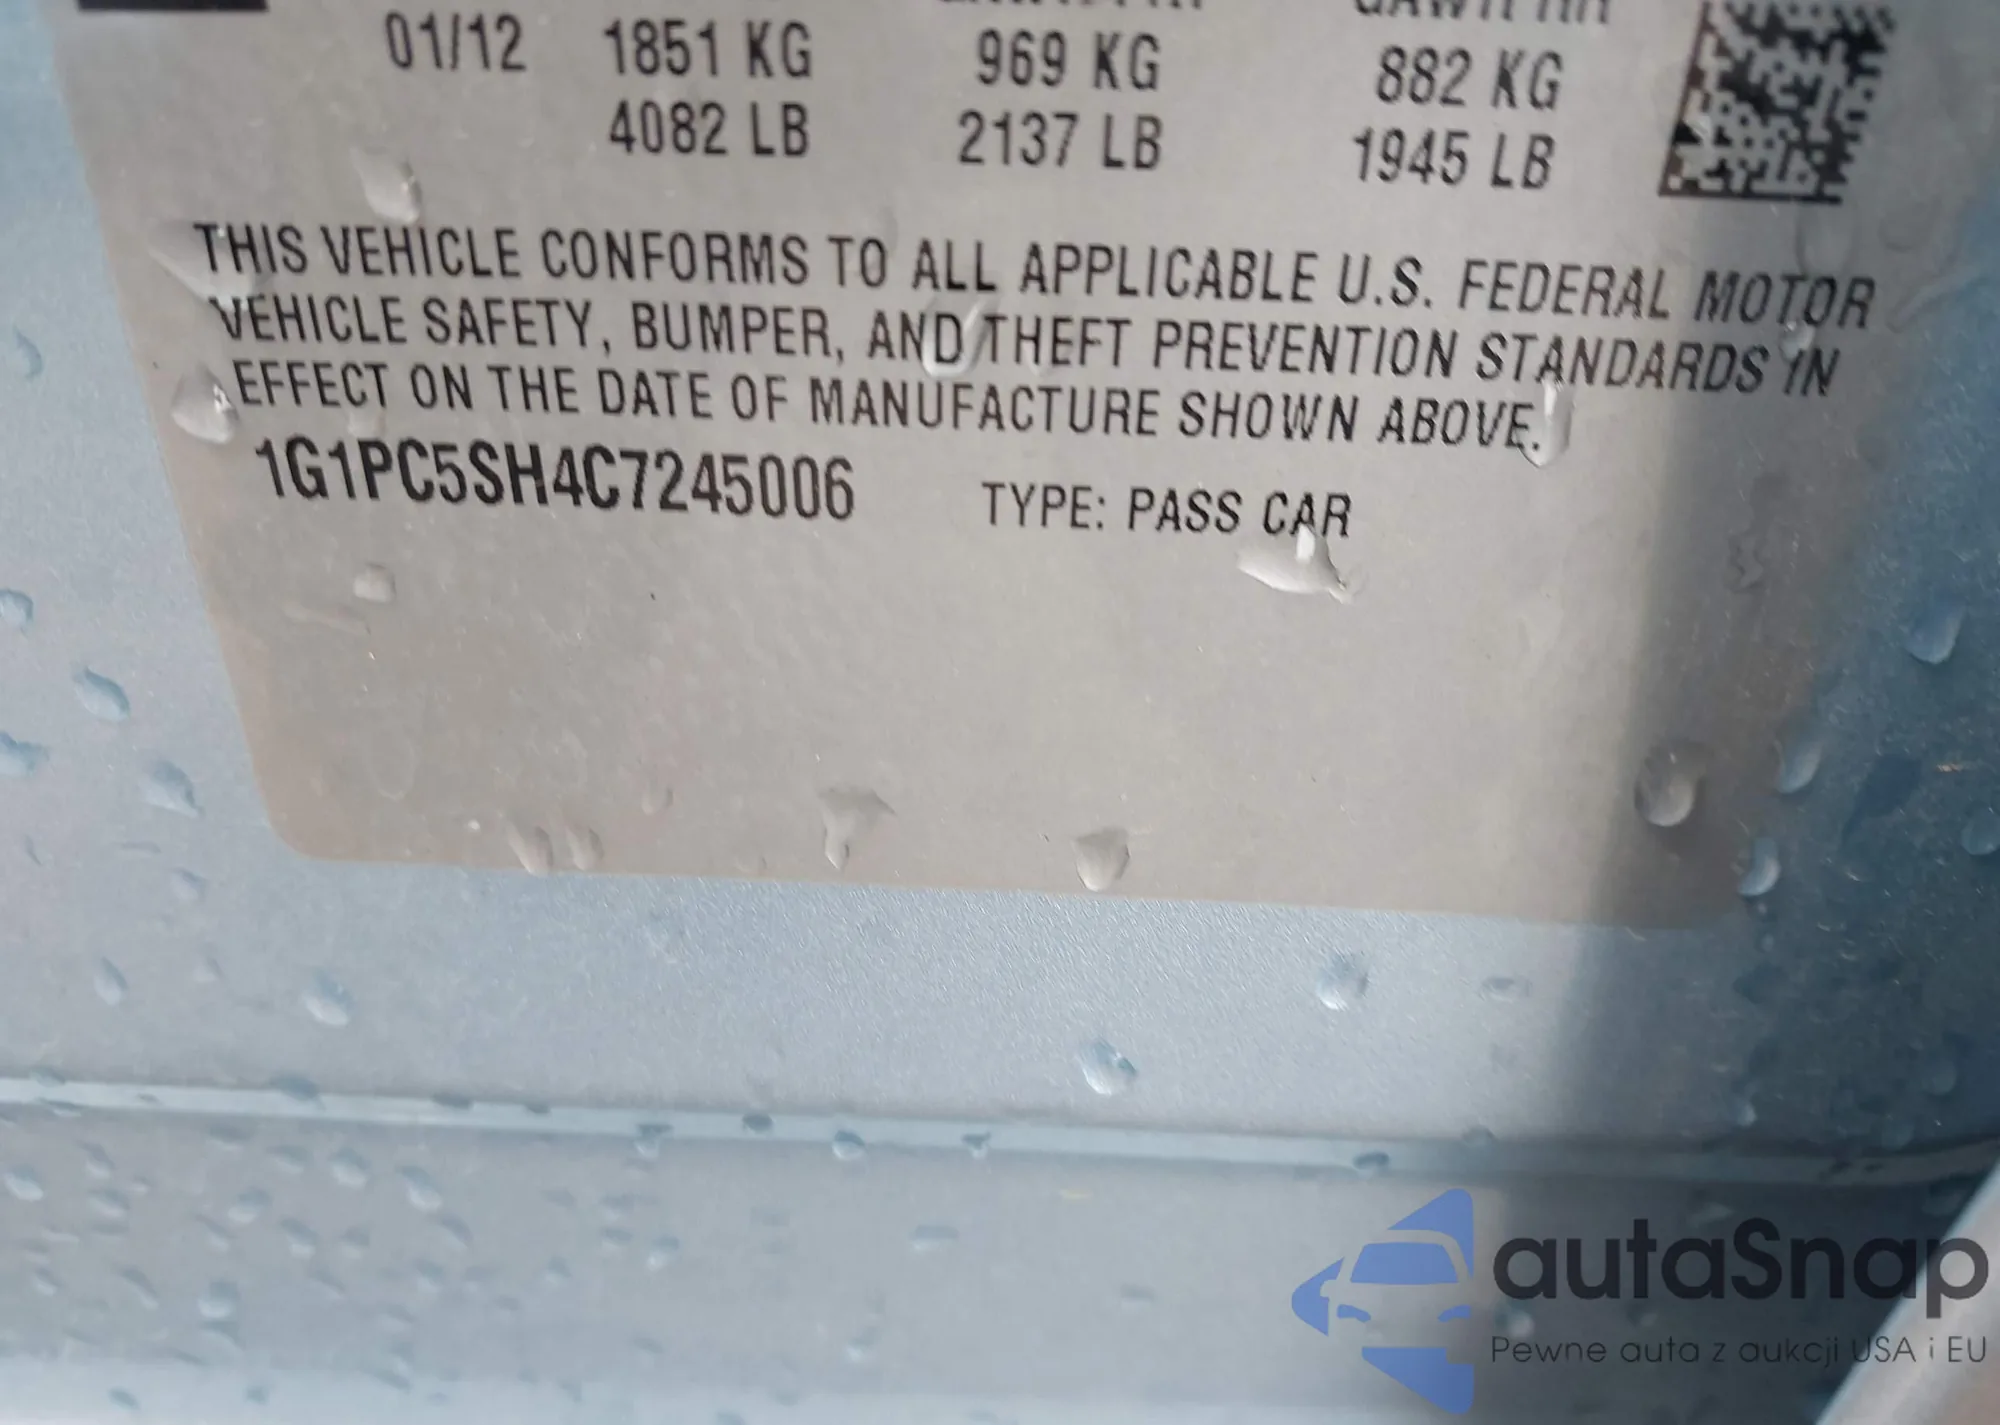 01/12 1851 KG 969 KG 882 KG
4082 LB 2137 LB 1945 LB
THIS VEHICLE CONFORMS TO ALL APPLICABLE U.S. FEDERAL MOTOR
VEHICLE SAFETY, BUMPER, AND THEFT PREVENTION STANDARDS IN
EFFECT ON THE DATE OF MANUFACTURE SHOWN ABOVE.
1G1PC5SH4C7245006 TYPE: PASS CAR
autaSnap
Pewne auta z aukcji USA i EU